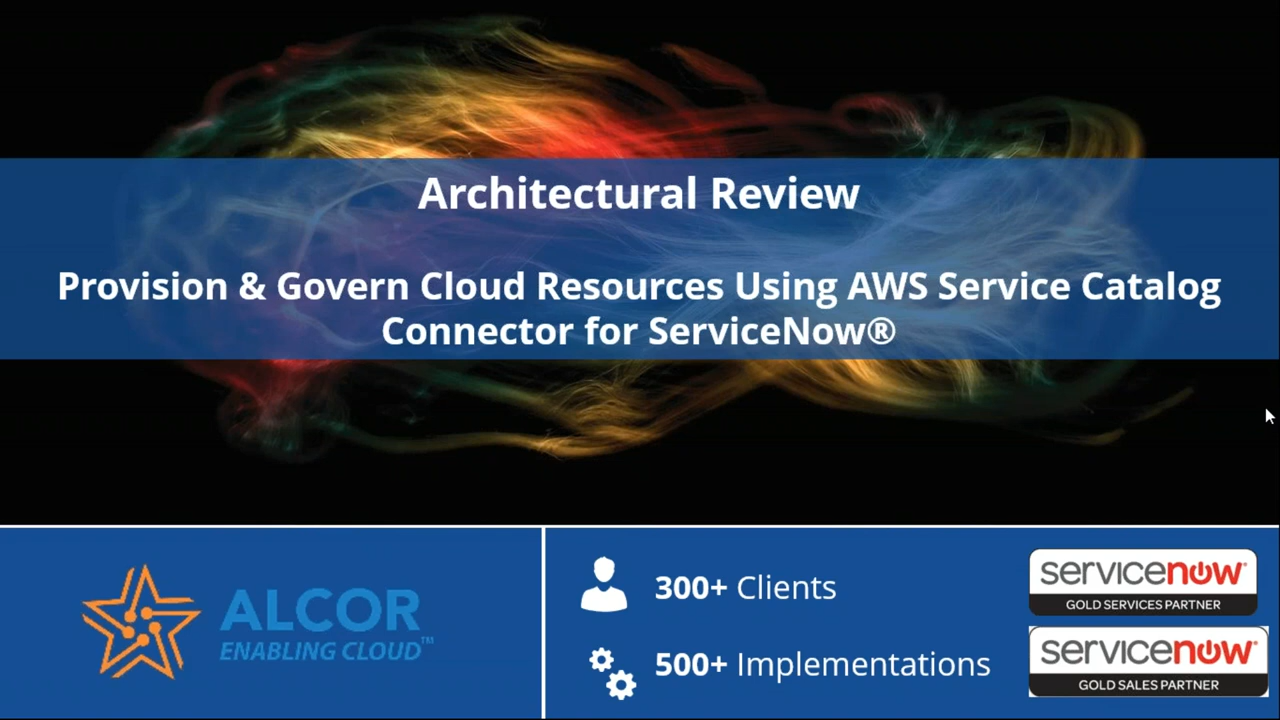 Architectural Review
Provision & Govern Cloud Resources Using AWS Service Catalog
Connector for ServiceNow®
ALCOR
ENABLING CLOUD™
300+ Clients
500+ Implementations
servicenow®
GOLD SERVICES PARTNER
servicenow®
GOLD SALES PARTNER